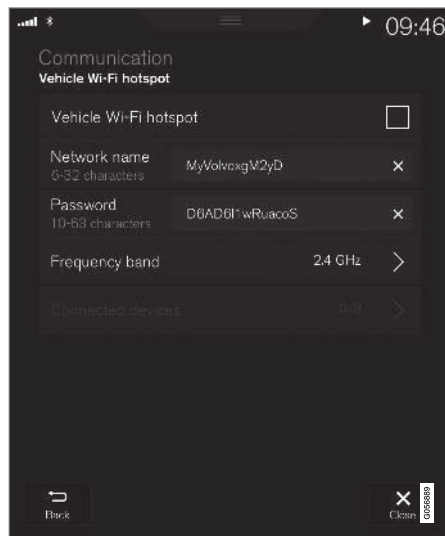 09:46
Communication
Vehicle Wi-Fi hotspot
Vehicle Wi-Fi hotspot
Network name
6-32 characters
MyVolvoxgM2yD
Password
10-63 characters
D6AD6I1wRuacoS
Frequency band
2.4 GHz
Connected devices
Back
Close
G056889